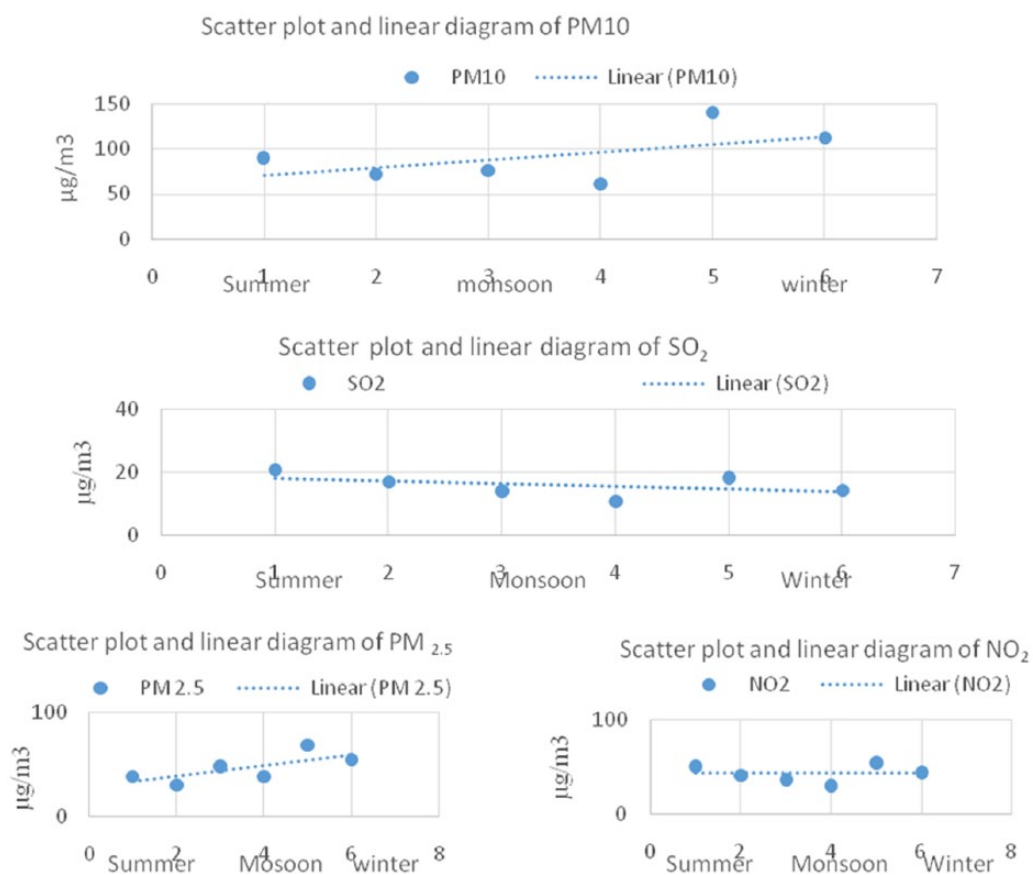 Scatter plot and linear diagram of PM10
PM10 Linear (PM10)
150
100
50
0
µg/m3
0 1 2 3 4 5 6 7
Summer monsoon winter
Scatter plot and linear diagram of SO2
SO2 Linear (SO2)
40
20
0
µg/m3
0 1 2 3 4 5 6 7
Summer Monsoon Winter
Scatter plot and linear diagram of PM 2.5
PM 2.5 Linear (PM 2.5)
100
0
µg/m3
0 2 4 6 8
Summer Mosoon winter
Scatter plot and linear diagram of NO2
NO2 Linear (NO2)
100
0
µg/m3
0 2 4 6 8
Summer Monsoon Winter